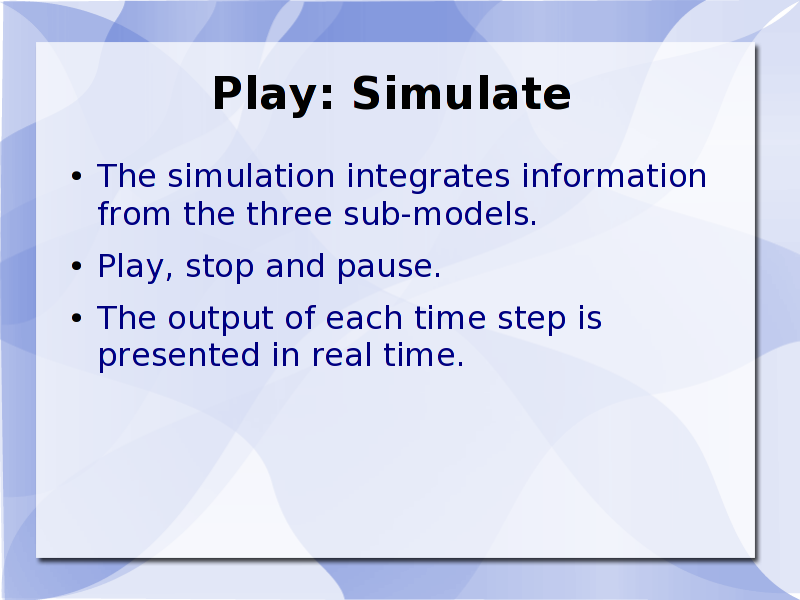 Play: Simulate
• The simulation integrates information
from the three sub-models.
• Play, stop and pause.
• The output of each time step is
presented in real time.